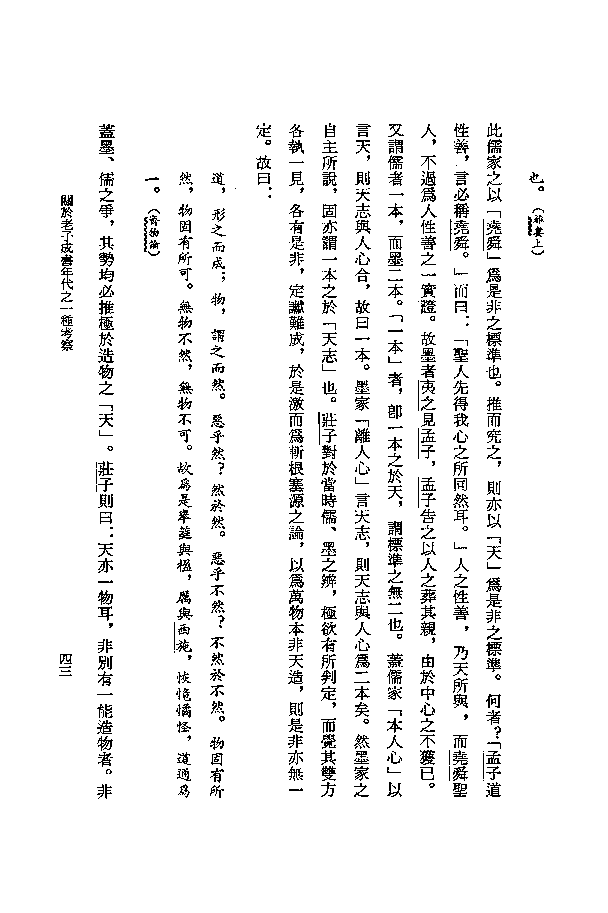 也。（離婁上）
此儒家之以「堯舜」爲是非之標準也。推而究之，則亦以「天」爲是非之標準。何者？「孟子道
性善，言必稱堯舜。」而曰：「聖人先得我心之所同然耳。」人之性善，乃天所與，而堯舜聖
人，不過爲人性善之一實證。故墨者夷之見孟子，孟子告之以人之葬其親，由於中心之不獲已。
又謂儒者一本，而墨二本。「一本」者，卽一本之於天，謂標準之無二也。蓋儒家「本人心」以
言天，則天志與人心合，故曰一本。墨家「離人心」言天志，則天志與人心爲二本矣。然墨家之
自主所說，固亦謂一本之於「天志」也。莊子對於當時儒、墨之辨，極欲有所判定，而覺其雙方
各執一見，各有是非，定讞難成，於是激而爲斬根塞源之論，以爲萬物本非天造，則是非亦無一
定。故曰：
道，形之而成；物，謂之而然。惡乎然？然於然。惡乎不然？不然於不然。物固有所
然，物固有所可。無物不然，無物不可。故爲是舉莛與楹，厲與西施，恢恑憰怪，道通爲
一。（齊物論）
蓋墨、儒之爭，其勢均必推極於造物之「天」。莊子則曰：天亦一物耳，非別有一能造物者。非
關於老子成書年代之一種考察
四三